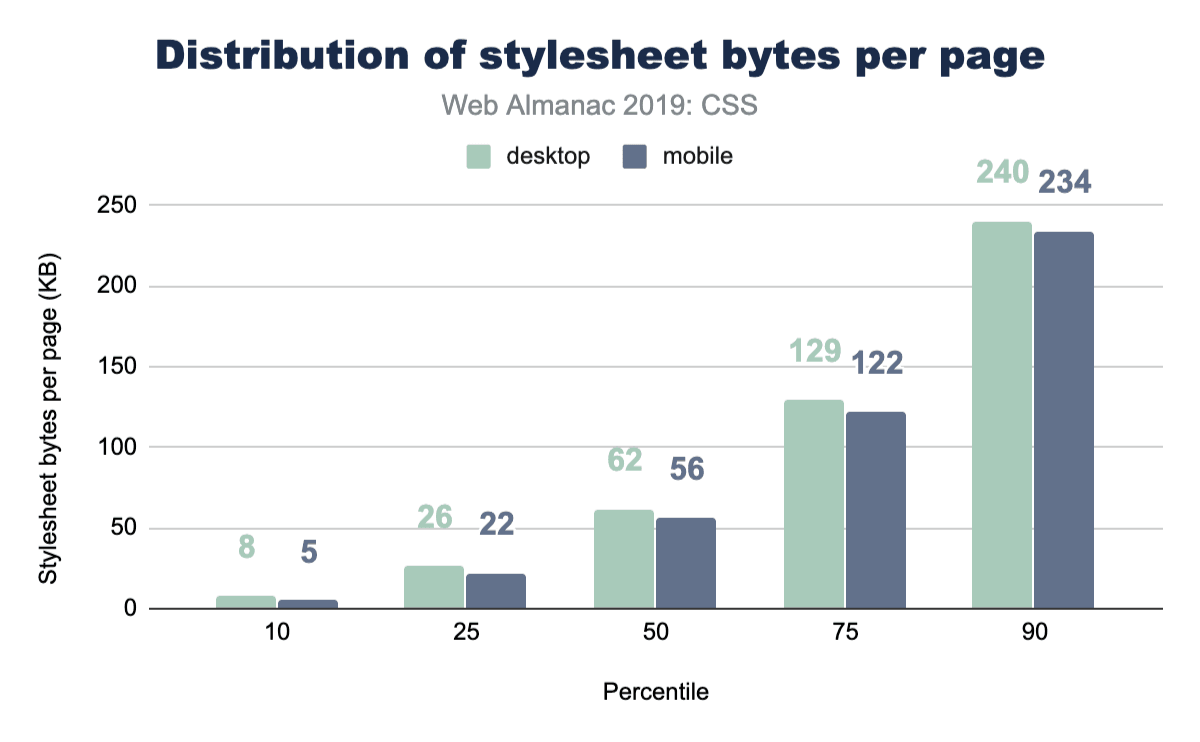 Distribution of stylesheet bytes per page
Web Almanac 2019: CSS
desktop mobile
Stylesheet bytes per page (KB)
250
200
150
100
50
0
8 5
26 22
62 56
129 122
240 234
10 25 50 75 90
Percentile